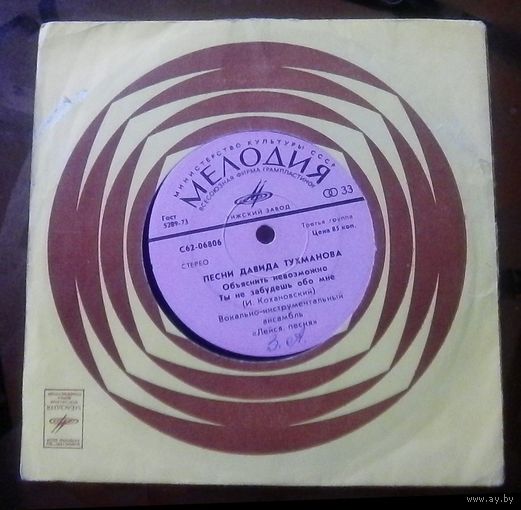 МИНИСТЕРСТВО КУЛЬТУРЫ СССР
МЕЛОДИЯ
ВСЕСОЮЗНАЯ ФИРМА ГРАМПЛАСТИНОК
РИЖСКИЙ ЗАВОД
Гост
5289-73
33
С62-06806
Третья группа
Цена 85 коп.
СТЕРЕО
ПЕСНИ ДАВИДА ТУХМАНОВА
Объяснить невозможно
Ты не забудешь обо мне
(И. Кохановский)
Вокально-инструментальный
ансамбль
«Лейся, песня»
МЕЛОДИЯ
www.ay.by